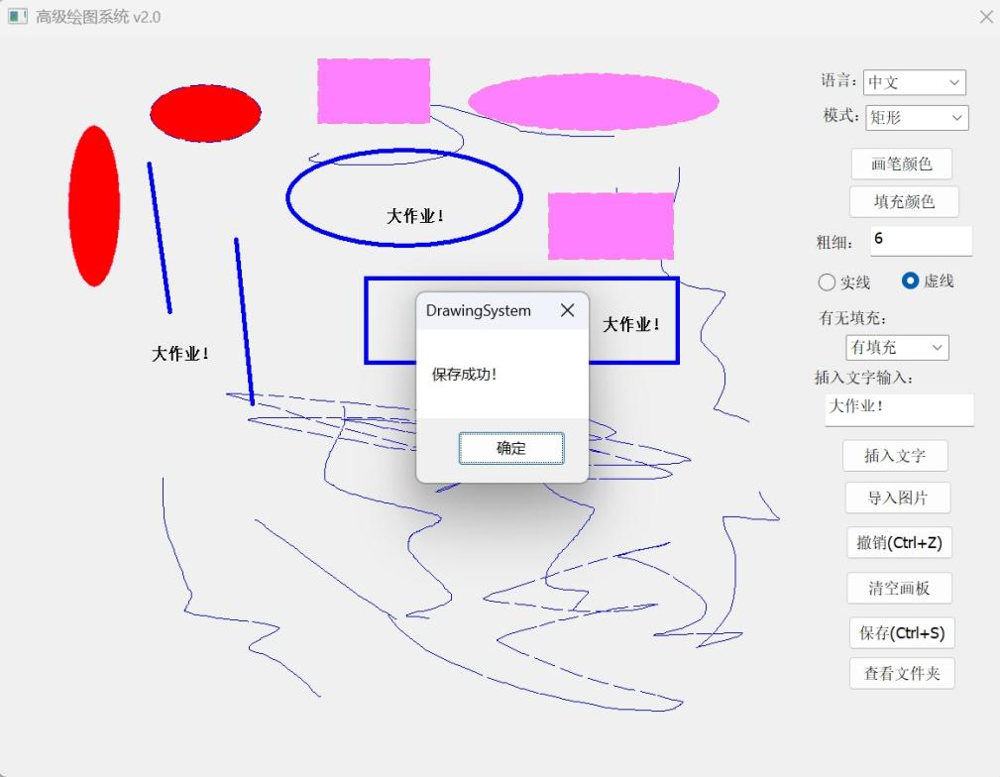 高级绘图系统 v2.0
语言：
中文
模式：
矩形
画笔颜色
填充颜色
粗细：
6
实线
虚线
有无填充：
有填充
插入文字输入：
大作业！
插入文字
导入图片
撤销(Ctrl+Z)
清空画板
保存(Ctrl+S)
查看文件夹
大作业！
大作业！
大作业！
DrawingSystem
保存成功！
确定